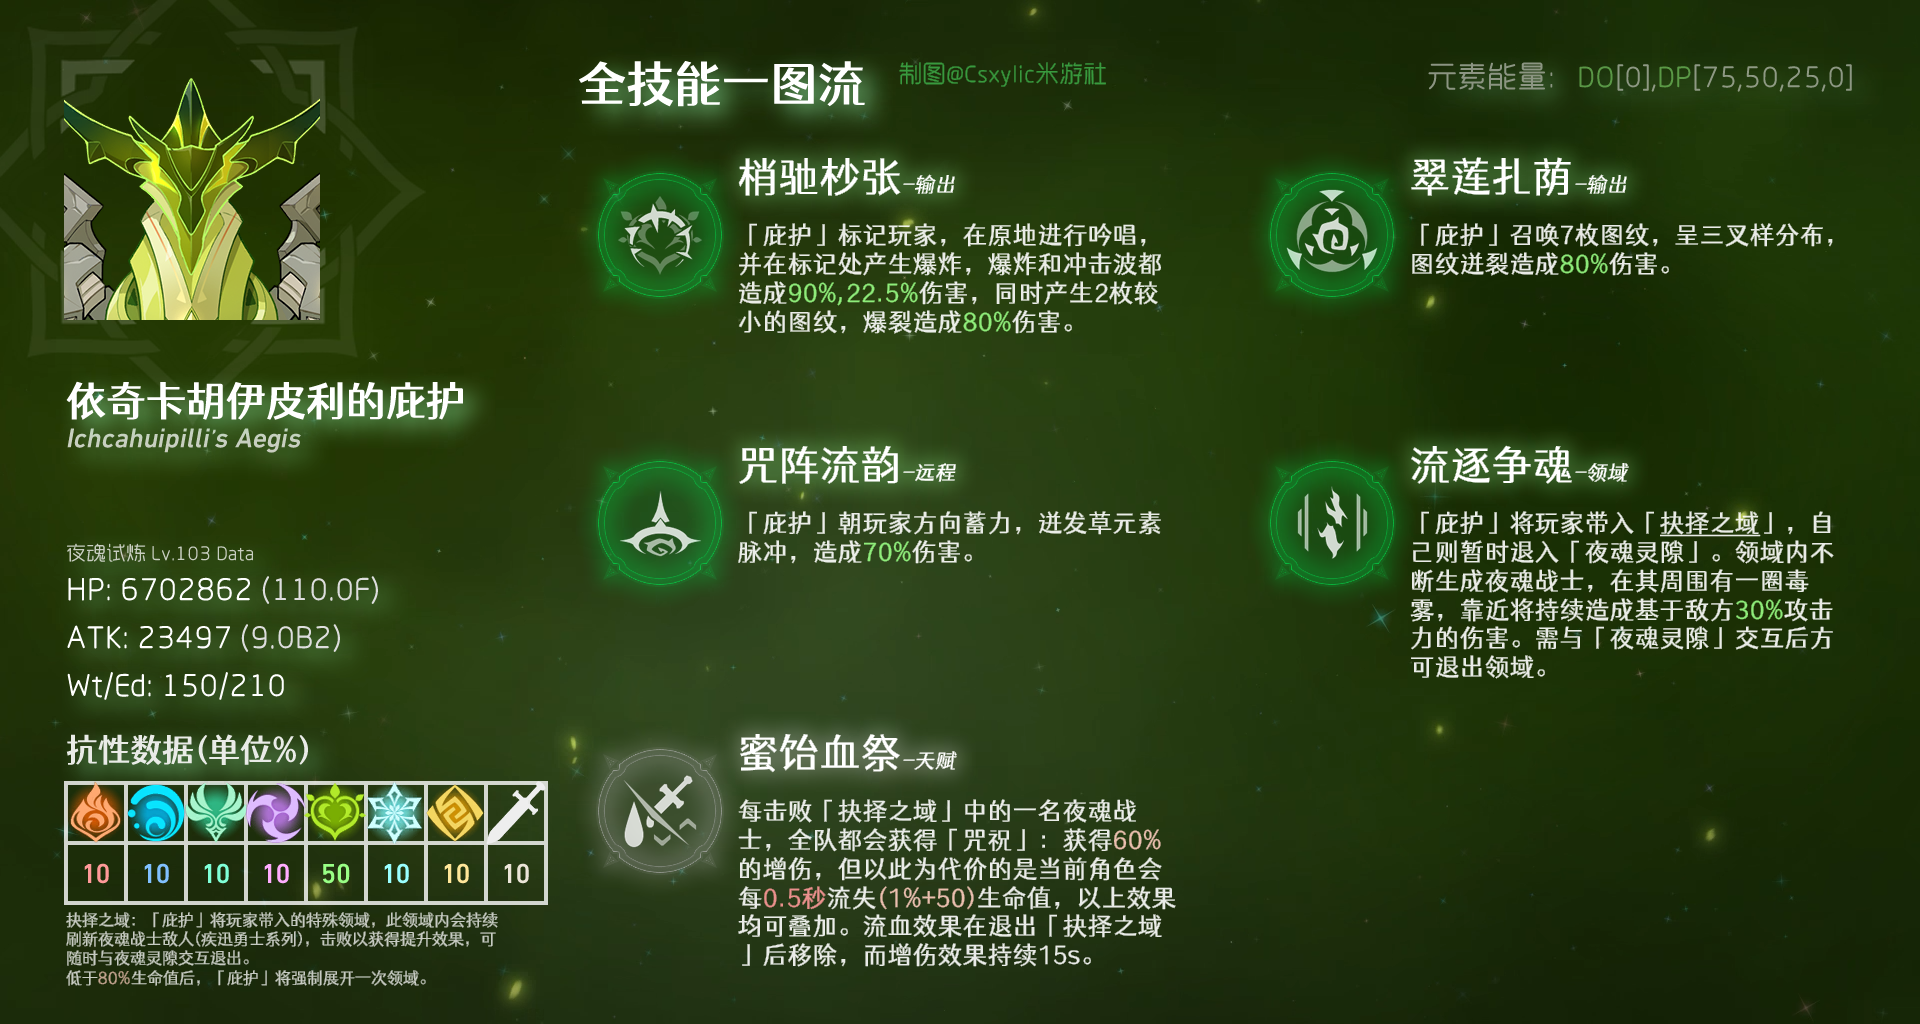 全技能一图流
制图@Csxylic米游社
元素能量: DO[0],DP[75,50,25,0]
依奇卡胡伊皮利的庇护
Ichcahuipilli's Aegis
夜魂试炼 Lv.103 Data
HP: 6702862 (110.0F)
ATK: 23497 (9.0B2)
Wt/Ed: 150/210
抗性数据(单位%)
10 10 10 10 50 10 10 10
抉择之域: 「庇护」将玩家带入的特殊领域, 此领域内会持续
刷新夜魂战士敌人(疾迅勇士系列), 击败以获得提升效果, 可
随时与夜魂灵隙交互退出。
低于80%生命值后, 「庇护」将强制展开一次领域。
梢驰杪张-输出
「庇护」标记玩家, 在原地进行吟唱,
并在标记处产生爆炸, 爆炸和冲击波都
造成90%,22.5%伤害, 同时产生2枚较
小的图纹, 爆裂造成80%伤害。
翠莲扎荫-输出
「庇护」召唤7枚图纹, 呈三叉样分布,
图纹迸裂造成80%伤害。
咒阵流韵-远程
「庇护」朝玩家方向蓄力, 迸发草元素
脉冲, 造成70%伤害。
流逐争魂-领域
「庇护」将玩家带入「抉择之域」, 自
己则暂时退入「夜魂灵隙」。领域内不
断生成夜魂战士, 在其周围有一圈毒
雾, 靠近将持续造成基于敌方30%攻击
力的伤害。需与「夜魂灵隙」交互后方
可退出领域。
蜜饴血祭-天赋
每击败「抉择之域」中的一名夜魂战
士, 全队都会获得「咒祝」: 获得60%
的增伤, 但以此为代价的是当前角色会
每0.5秒流失(1%+50)生命值, 以上效果
均可叠加。流血效果在退出「抉择之域
」后移除, 而增伤效果持续15s。